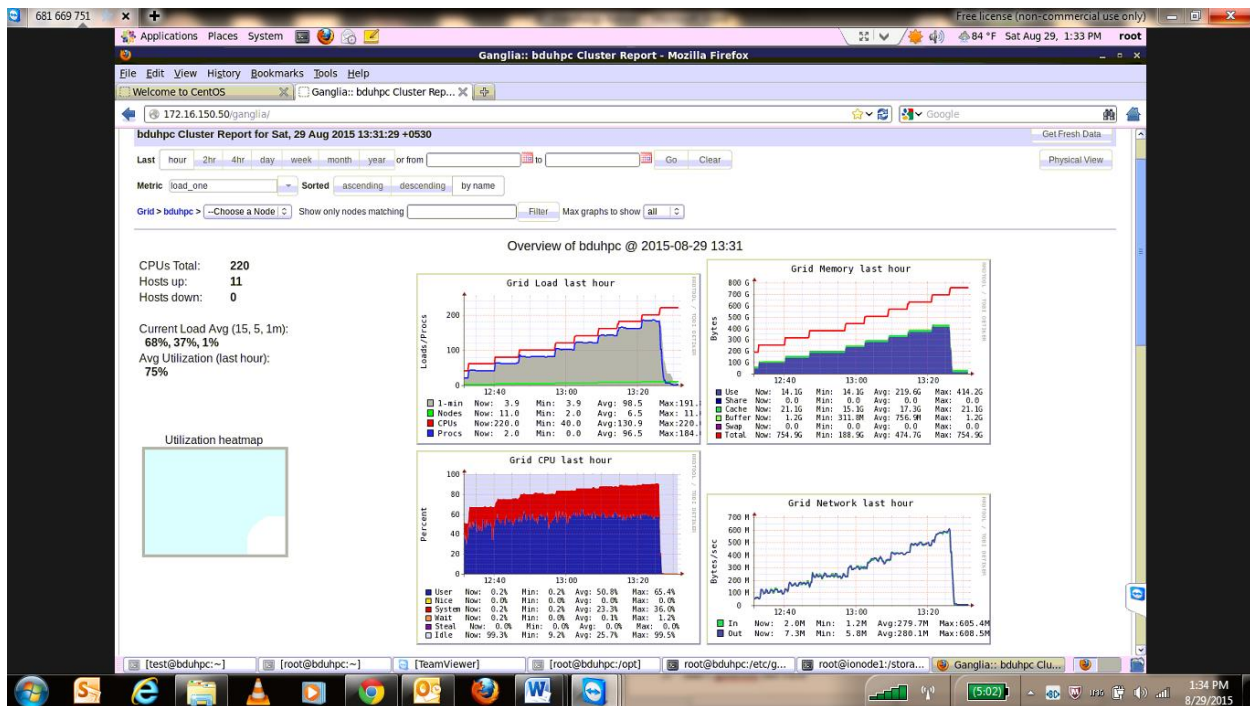 681 669 751
Free license (non-commercial use only)
Applications Places System
84 °F Sat Aug 29, 1:33 PM root
Ganglia:: bduhpc Cluster Report - Mozilla Firefox
File Edit View History Bookmarks Tools Help
Welcome to CentOS
Ganglia:: bduhpc Cluster Rep...
172.16.150.50/ganglia/
Google
bduhpc Cluster Report for Sat, 29 Aug 2015 13:31:29 +0530
Get Fresh Data
Last hour 2hr 4hr day week month year or from to Go Clear
Physical View
Metric load_one Sorted ascending descending by name
Grid > bduhpc > --Choose a Node Show only nodes matching Filter Max graphs to show all
Overview of bduhpc @ 2015-08-29 13:31
CPUs Total: 220
Hosts up: 11
Hosts down: 0
Current Load Avg (15, 5, 1m):
68%, 37%, 1%
Avg Utilization (last hour):
75%
Utilization heatmap
Grid Load last hour
Loads/Procs
200
100
0
12:40 13:00 13:20
1-min Now: 3.9 Min: 3.9 Avg: 98.5 Max:191.
Nodes Now: 11.0 Min: 2.0 Avg: 6.5 Max: 11.
CPUs Now:220.0 Min: 40.0 Avg:130.9 Max:220.
Procs Now: 2.0 Min: 0.0 Avg: 96.5 Max:184.
Grid Memory last hour
Bytes
800 G
700 G
600 G
500 G
400 G
300 G
200 G
100 G
0
12:40 13:00 13:20
Use Now: 14.1G Min: 14.1G Avg: 219.6G Max: 414.2G
Share Now: 0.0 Min: 0.0 Avg: 0.0 Max: 0.0
Cache Now: 21.1G Min: 15.1G Avg: 17.3G Max: 21.1G
Buffer Now: 1.2G Min: 311.8M Avg: 756.9M Max: 1.2G
Swap Now: 0.0 Min: 0.0 Avg: 0.0 Max: 0.0
Total Now: 754.9G Min: 188.9G Avg: 474.7G Max: 754.9G
Grid CPU last hour
Percent
100
80
60
40
20
0
12:40 13:00 13:20
User Now: 0.2% Min: 0.2% Avg: 50.8% Max: 65.4%
Nice Now: 0.0% Min: 0.0% Avg: 0.0% Max: 0.0%
System Now: 0.2% Min: 0.2% Avg: 23.3% Max: 36.0%
Wait Now: 0.2% Min: 0.0% Avg: 0.1% Max: 1.2%
Steal Now: 0.0% Min: 0.0% Avg: 0.0% Max: 0.0%
Idle Now: 99.3% Min: 9.2% Avg: 25.7% Max: 99.5%
Grid Network last hour
Bytes/sec
700 M
600 M
500 M
400 M
300 M
200 M
100 M
0
12:40 13:00 13:20
In Now: 2.0M Min: 1.2M Avg:279.7M Max:605.4M
Out Now: 7.3M Min: 5.8M Avg:280.1M Max:608.5M
[test@bduhpc:~] [root@bduhpc:~] [TeamViewer] [root@bduhpc:/opt] root@bduhpc:/etc/g... root@ionode1:/stora... Ganglia:: bduhpc Clu...
(5:02)
1:34 PM
8/29/2015